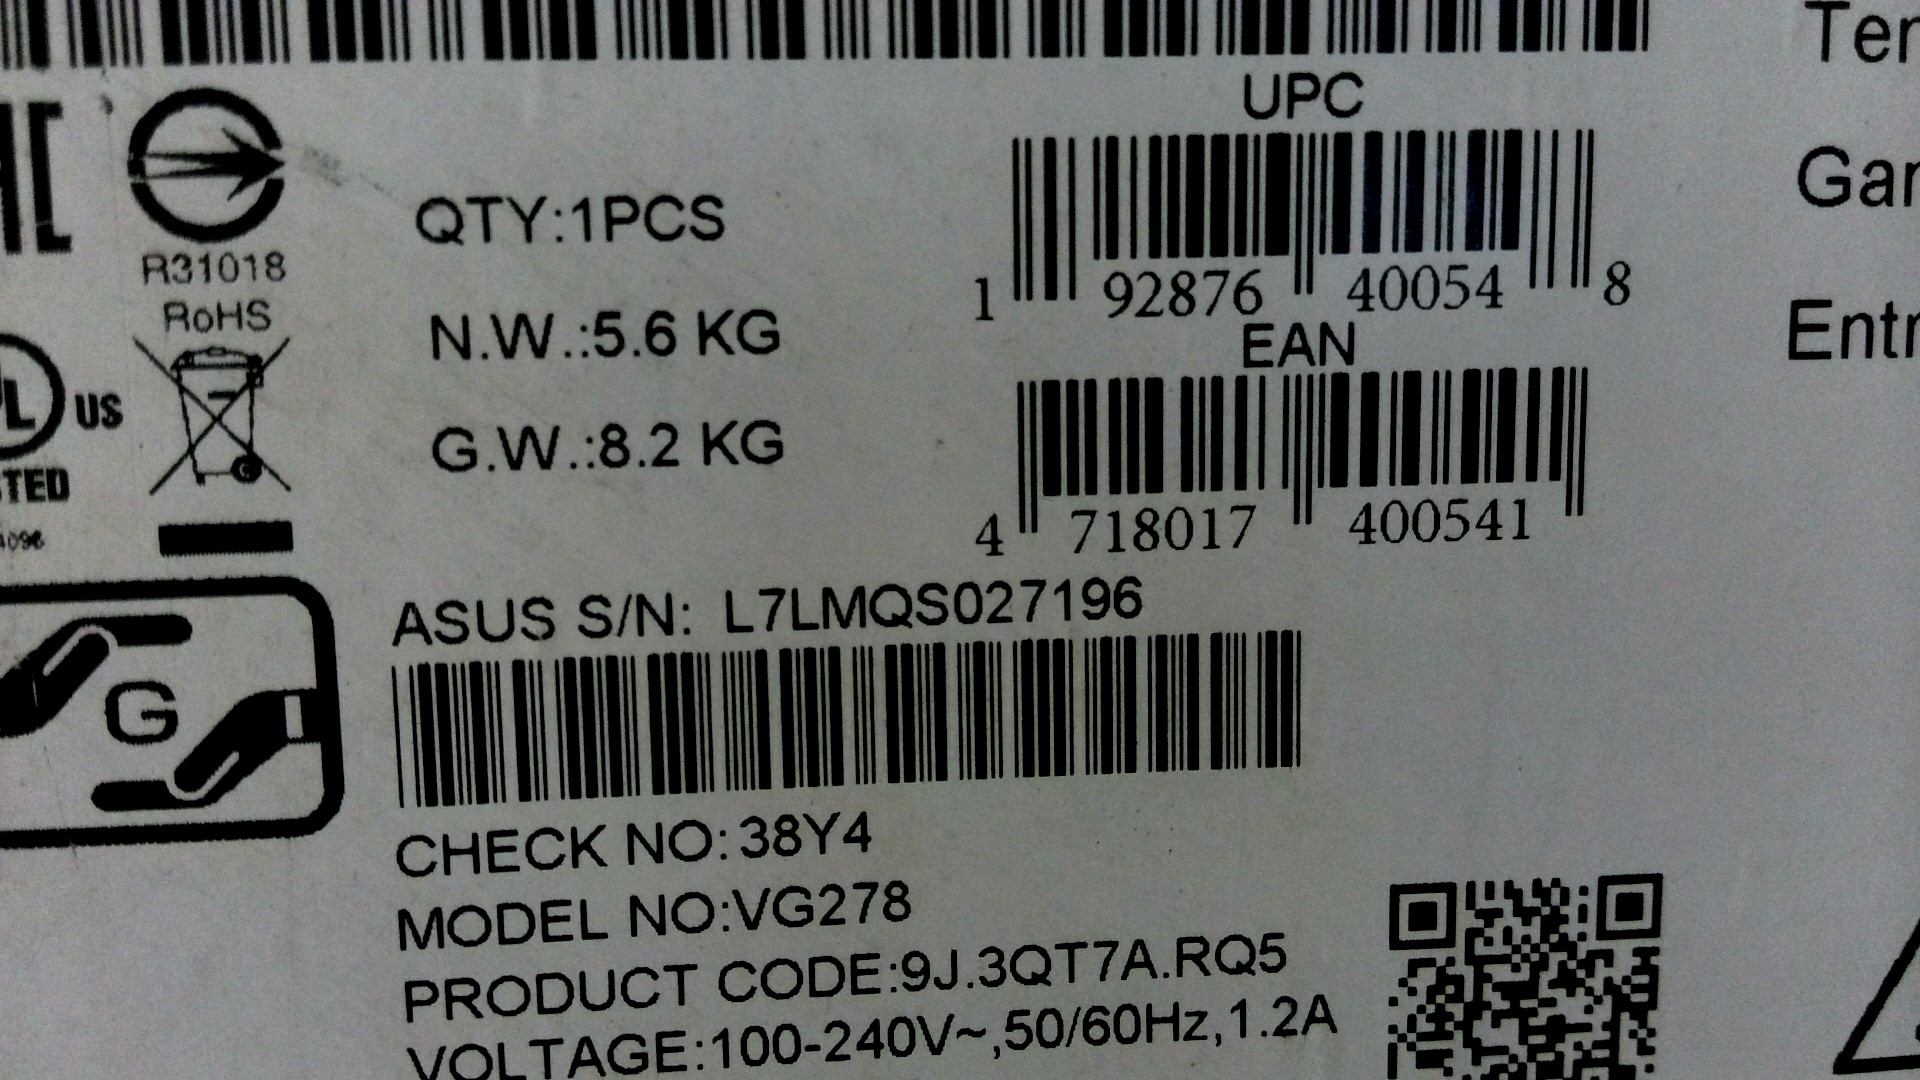 UPC
1 92876 40054 8
EAN
4 718017 400541
R31018
RoHS
QTY:1PCS
N.W.:5.6 KG
G.W.:8.2 KG
US
ASUS S/N: L7LMQS027196
G
CHECK NO:38Y4
MODEL NO:VG278
PRODUCT CODE:9J.3QT7A.RQ5
VOLTAGE:100-240V~,50/60Hz,1.2A